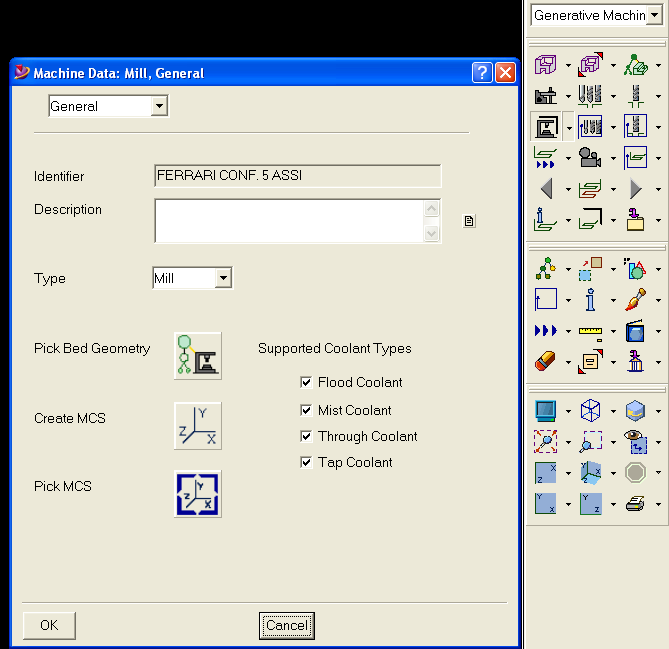 Generative Machin
Machine Data: Mill, General
General
Identifier
FERRARI CONF. 5 ASSI
Description
Type
Mill
Pick Bed Geometry
Supported Coolant Types
Flood Coolant
Create MCS
Mist Coolant
Through Coolant
Tap Coolant
Pick MCS
OK
Cancel